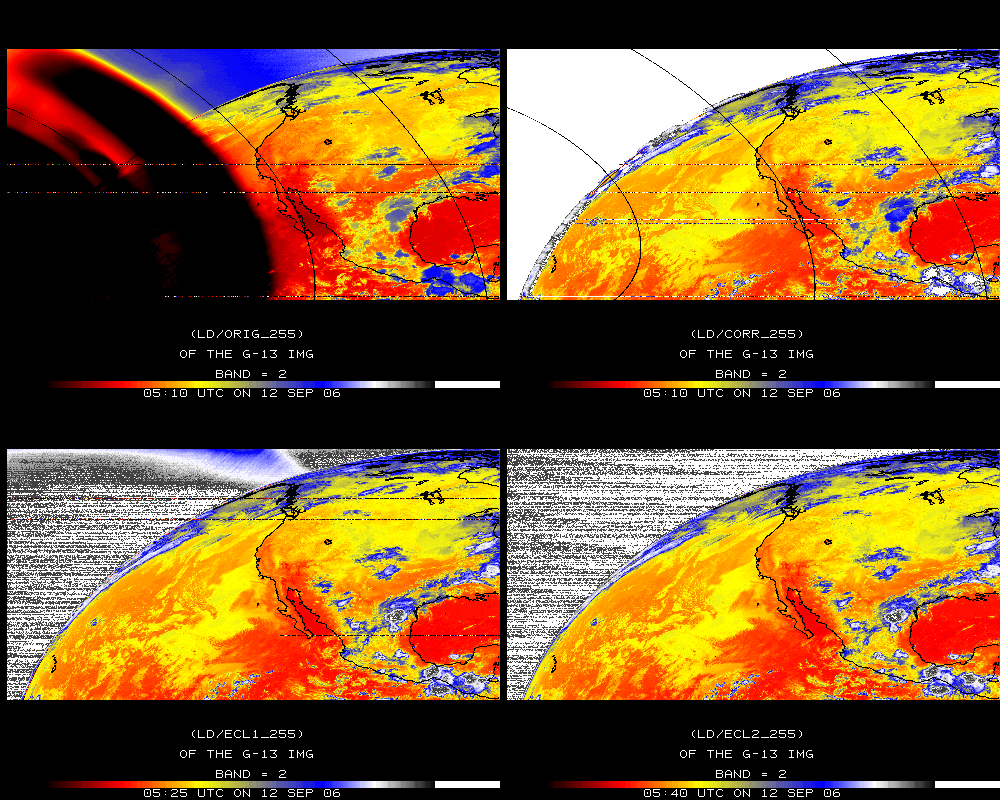 (LD/ORIG_255)
OF THE G-13 IMG
BAND = 2
05:10 UTC ON 12 SEP 06
(LD/CORR_255)
OF THE G-13 IMG
BAND = 2
05:10 UTC ON 12 SEP 06
(LD/ECL1_255)
OF THE G-13 IMG
BAND = 2
05:25 UTC ON 12 SEP 06
(LD/ECL2_255)
OF THE G-13 IMG
BAND = 2
05:40 UTC ON 12 SEP 06